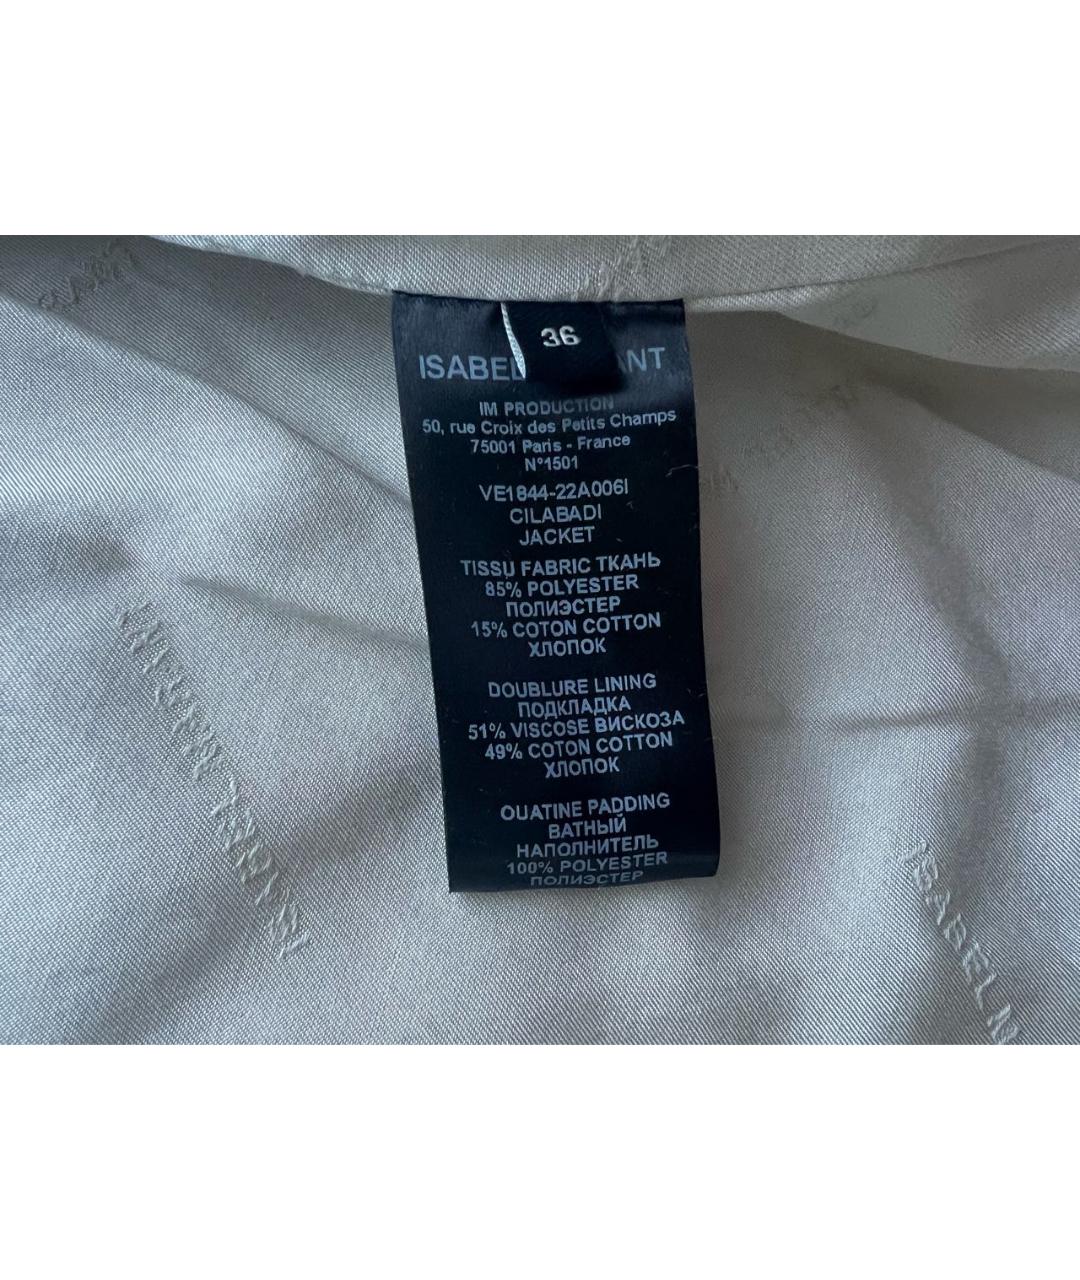 36
ISABEL
IM PRODUCTION
50, rue Croix des Petits Champs
75001 Paris - France
N°1501
VE1844-22A006I
CILABADI
JACKET
TISSU FABRIC ТКАНЬ
85% POLYESTER
ПОЛИЭСТЕР
15% COTON COTTON
ХЛОПОК
DOUBLURE LINING
ПОДКЛАДКА
51% VISCOSE ВИСКОЗА
49% COTON COTTON
ХЛОПОК
OUATINE PADDING
ВАТНЫЙ
НАПОЛНИТЕЛЬ
100% POLYESTER
ПОЛИЭСТЕР
ISABEL MARANT
ISABEL M